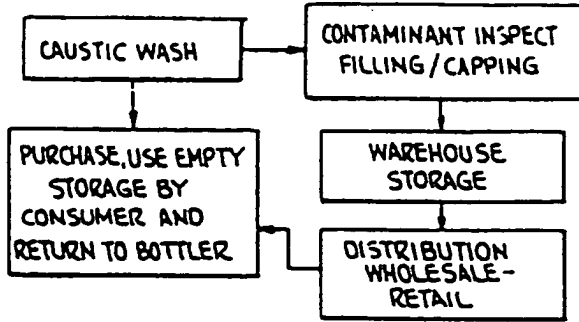 CAUSTIC WASH
CONTAMINANT INSPECT
FILLING/CAPPING
PURCHASE, USE EMPTY
STORAGE BY
CONSUMER AND
RETURN TO BOTTLER
WAREHOUSE
STORAGE
DISTRIBUTION
WHOLESALE-
RETAIL